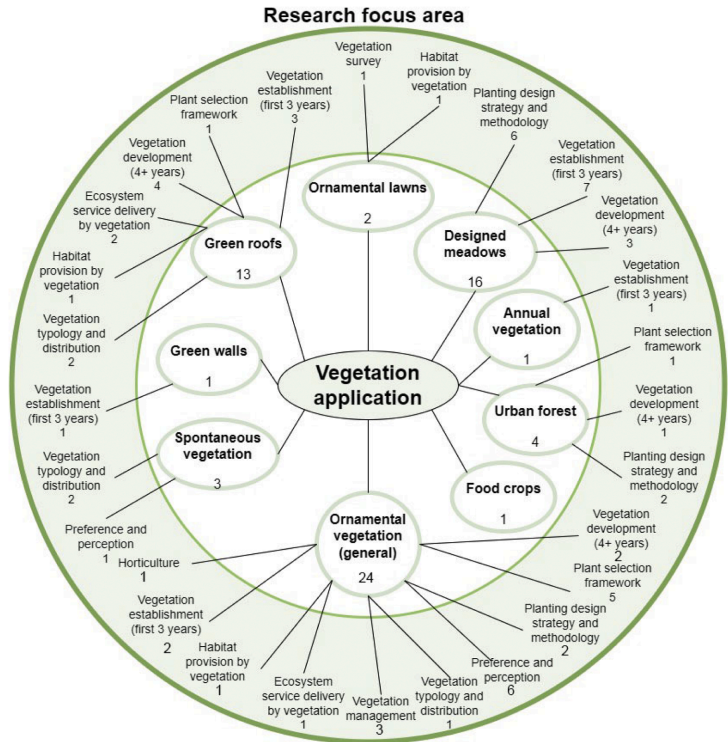 Research focus area
Vegetation
survey
1
Habitat
provision by
vegetation
1
Ornamental lawns
2
Planting design
strategy and
methodology
6
Vegetation
establishment
(first 3 years)
7
Vegetation
development
(4+ years)
3
Designed
meadows
16
Vegetation
establishment
(first 3 years)
1
Annual
vegetation
1
Plant selection
framework
1
Vegetation
development
(4+ years)
1
Planting design
strategy and
methodology
2
Urban forest
4
Food crops
1
Vegetation
development
(4+ years)
2
Plant selection
framework
5
Planting design
strategy and
methodology
2
Preference and
perception
6
Vegetation
typology and
distribution
1
Vegetation
management
3
Ecosystem
service delivery
by vegetation
1
Habitat
provision by
vegetation
1
Vegetation
establishment
(first 3 years)
2
Horticulture
1
Ornamental
vegetation
(general)
24
Preference and
perception
1
Vegetation
typology and
distribution
2
Spontaneous
vegetation
3
Vegetation
establishment
(first 3 years)
1
Green walls
1
Vegetation
typology and
distribution
2
Habitat
provision by
vegetation
1
Ecosystem
service delivery
by vegetation
2
Vegetation
development
(4+ years)
4
Plant selection
framework
1
Vegetation
establishment
(first 3 years)
3
Green roofs
13
Vegetation
application